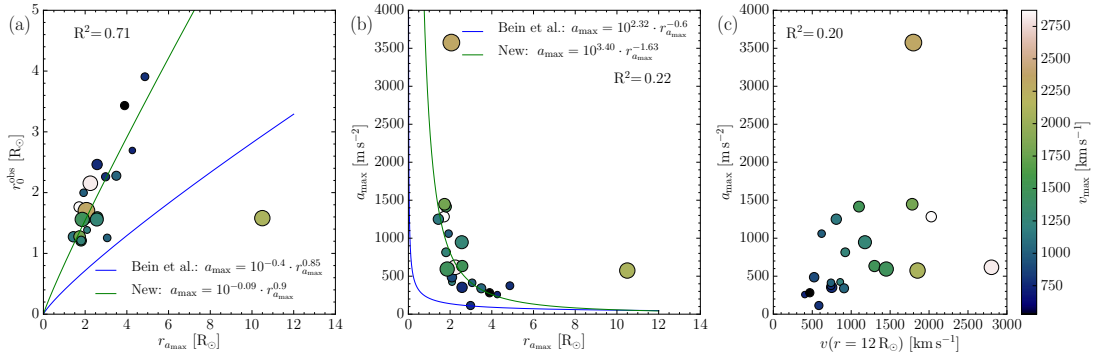 (a)
R²=0.71
r₀ᵒᵇˢ [R☉]
5
4
3
2
1
0
Bein et al.: a_max = 10^−0.4 · r_a_max^0.85
New: a_max = 10^−0.09 · r_a_max^0.9
0 2 4 6 8 10 12 14
r_a_max [R☉]
(b)
Bein et al.: a_max = 10^2.32 · r_a_max^−0.6
New: a_max = 10^3.40 · r_a_max^−1.63
R²=0.22
a_max [m s⁻²]
4000
3500
3000
2500
2000
1500
1000
500
0
0 2 4 6 8 10 12 14
r_a_max [R☉]
(c)
R²=0.20
a_max [m s⁻²]
4000
3500
3000
2500
2000
1500
1000
500
0
0 500 1000 1500 2000 2500 3000
v(r = 12 R☉) [km s⁻¹]
2750
2500
2250
2000
1750
1500
1250
1000
750
v_max [km s⁻¹]